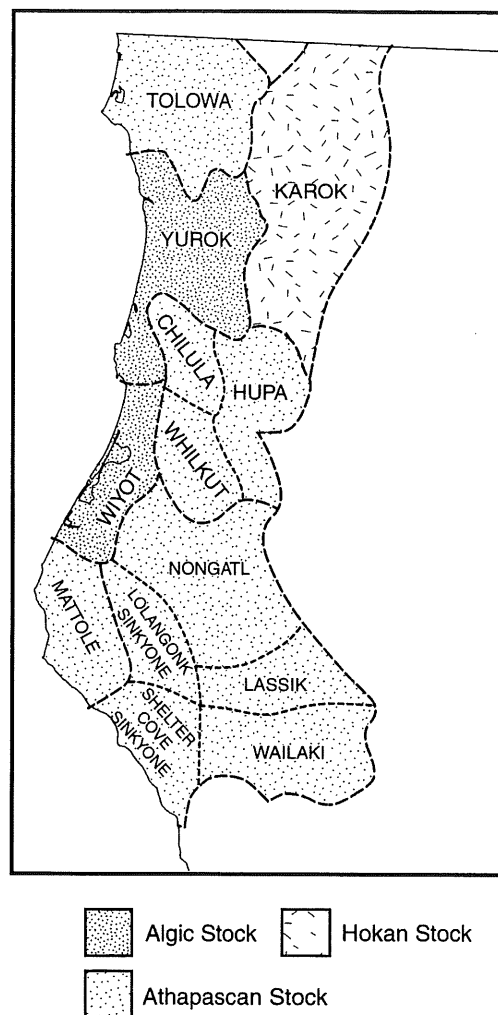 TOLOWA
KAROK
YUROK
CHILULA
HUPA
WHILKUT
WIYOT
NONGATL
MATTOLE
LOLANGONK
SINKYONE
LASSIK
SHELTER
COVE
SINKYONE
WAILAKI
Algic Stock
Hokan Stock
Athapascan Stock